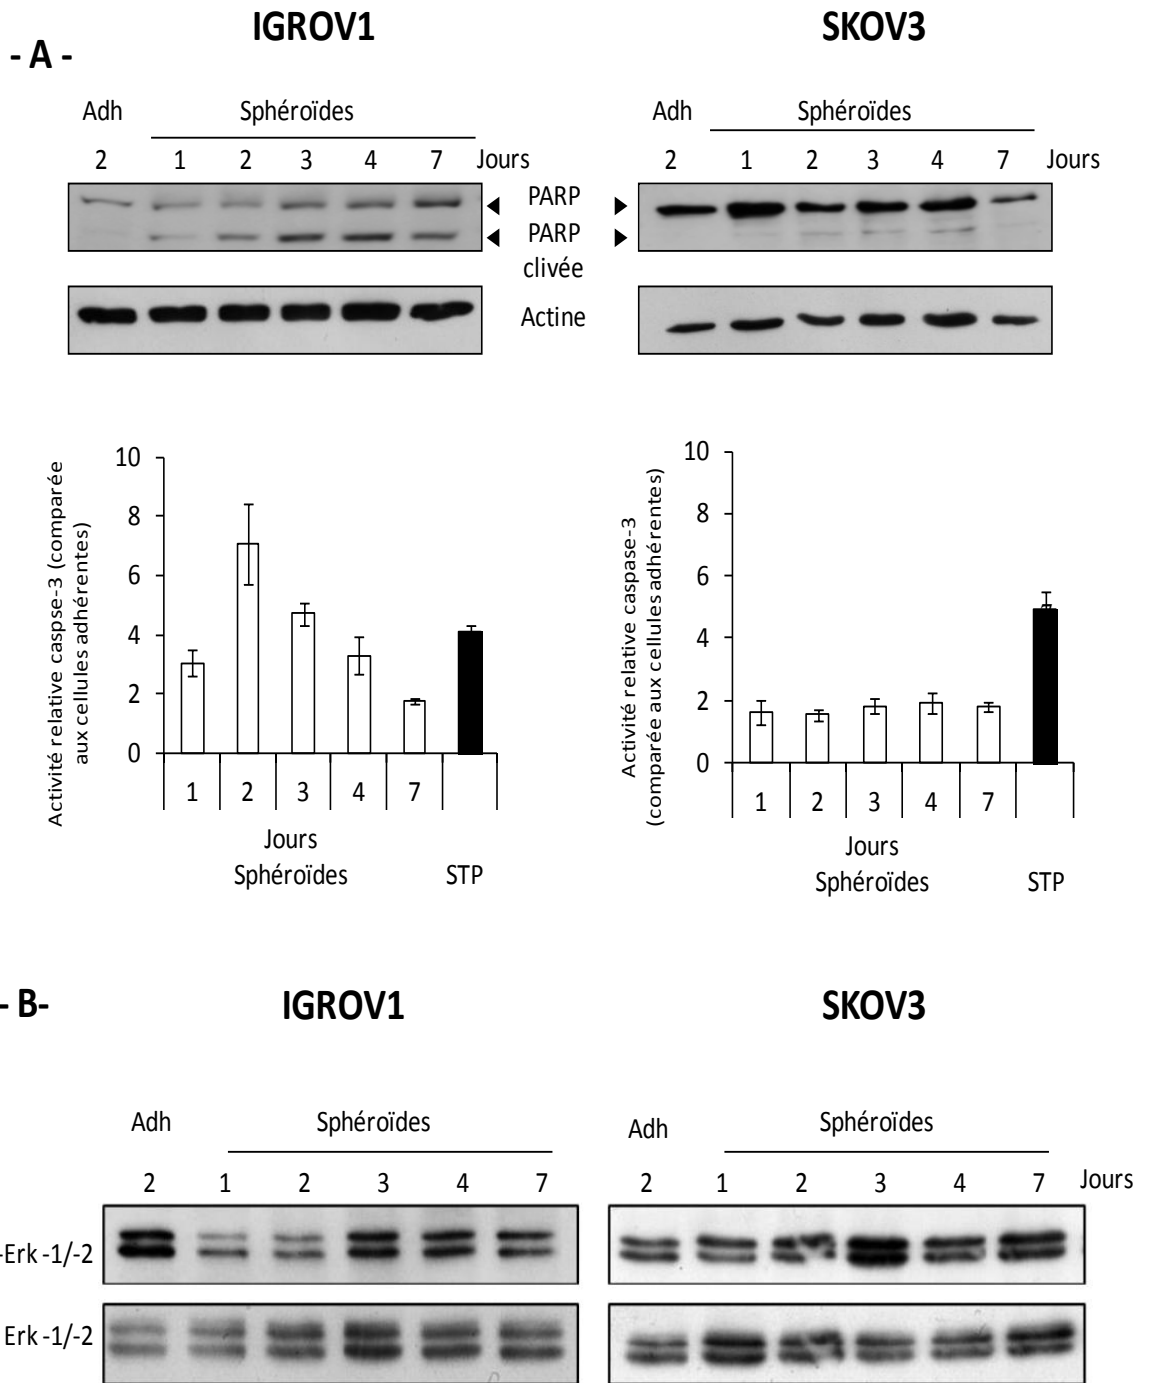 - A -
IGROV1
SKOV3
Adh Sphéroïdes
2 1 2 3 4 7 Jours
Adh Sphéroïdes
2 1 2 3 4 7 Jours
PARP
PARP
clivée
Actine
Activité relative caspse-3 (comparée
aux cellules adhérentes)
10
8
6
4
2
0
1 2 3 4 7
Jours
Sphéroïdes STP
Activité relative caspase-3
(comparée aux cellules adhérentes)
10
8
6
4
2
0
1 2 3 4 7
Jours
Sphéroïdes STP
- B-
IGROV1
SKOV3
Adh Sphéroïdes
2 1 2 3 4 7
Adh Sphéroïdes
2 1 2 3 4 7 Jours
-Erk -1/-2
Erk -1/-2